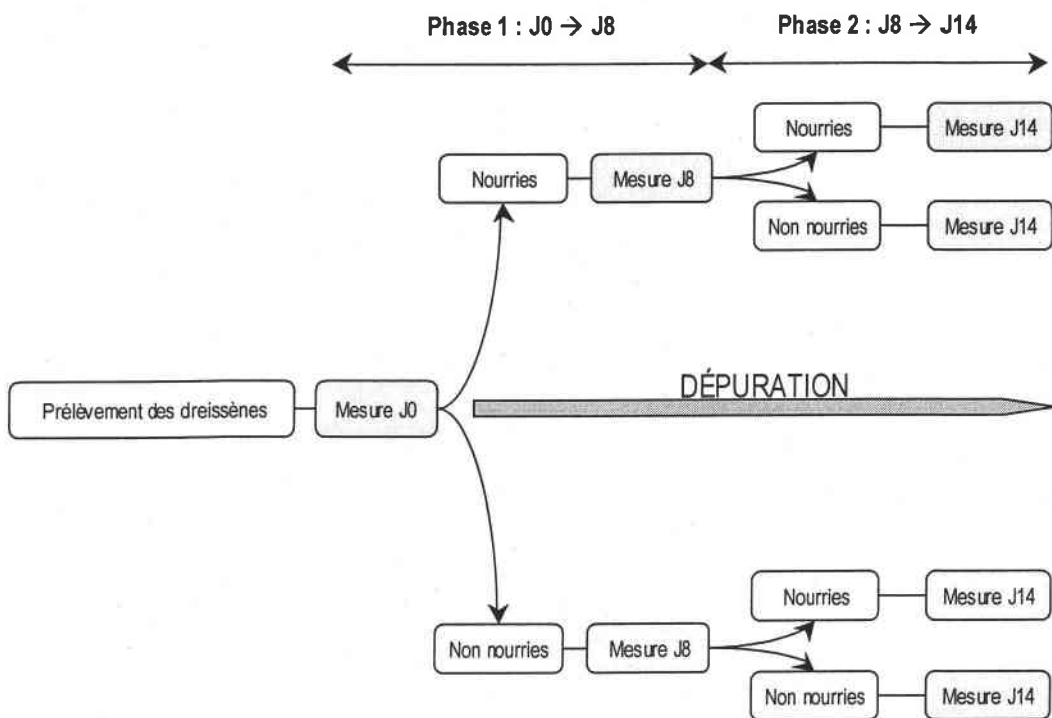 Phase 1 : J0 → J8
Phase 2 : J8 → J14
Nourries
Mesure J14
Nourries
Mesure J8
Non nourries
Mesure J14
DÉPURATION
Prélèvement des dreissènes
Mesure J0
Nourries
Mesure J14
Non nourries
Mesure J8
Non nourries
Mesure J14